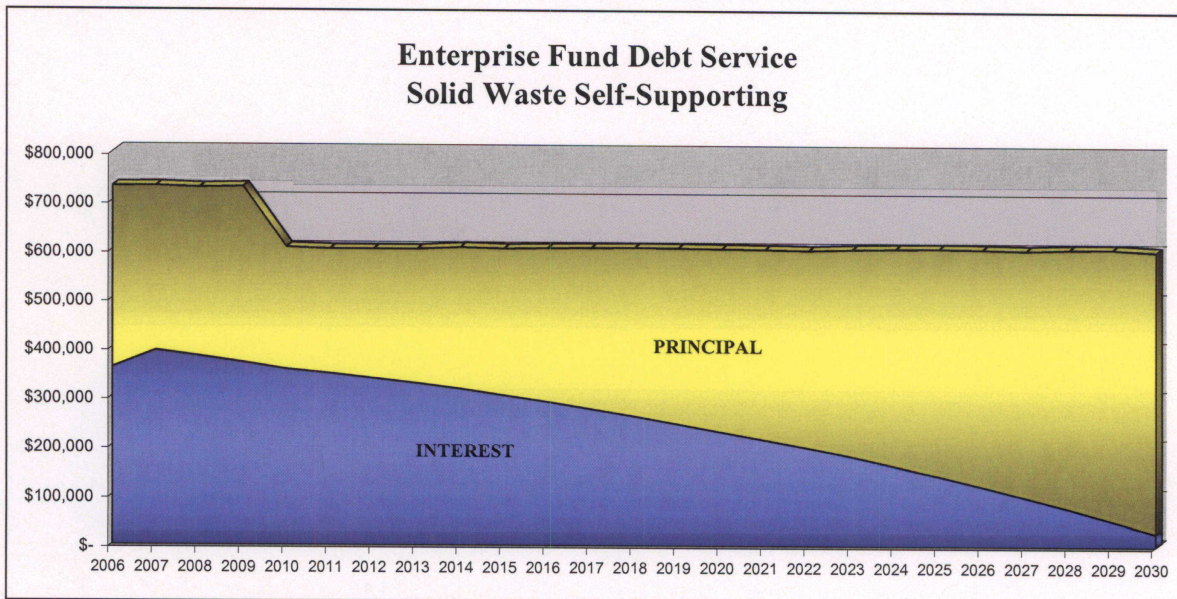 Enterprise Fund Debt Service
Solid Waste Self-Supporting
$800,000
$700,000
$600,000
$500,000
$400,000
$300,000
$200,000
$100,000
$-
PRINCIPAL
INTEREST
2006 2007 2008 2009 2010 2011 2012 2013 2014 2015 2016 2017 2018 2019 2020 2021 2022 2023 2024 2025 2026 2027 2028 2029 2030